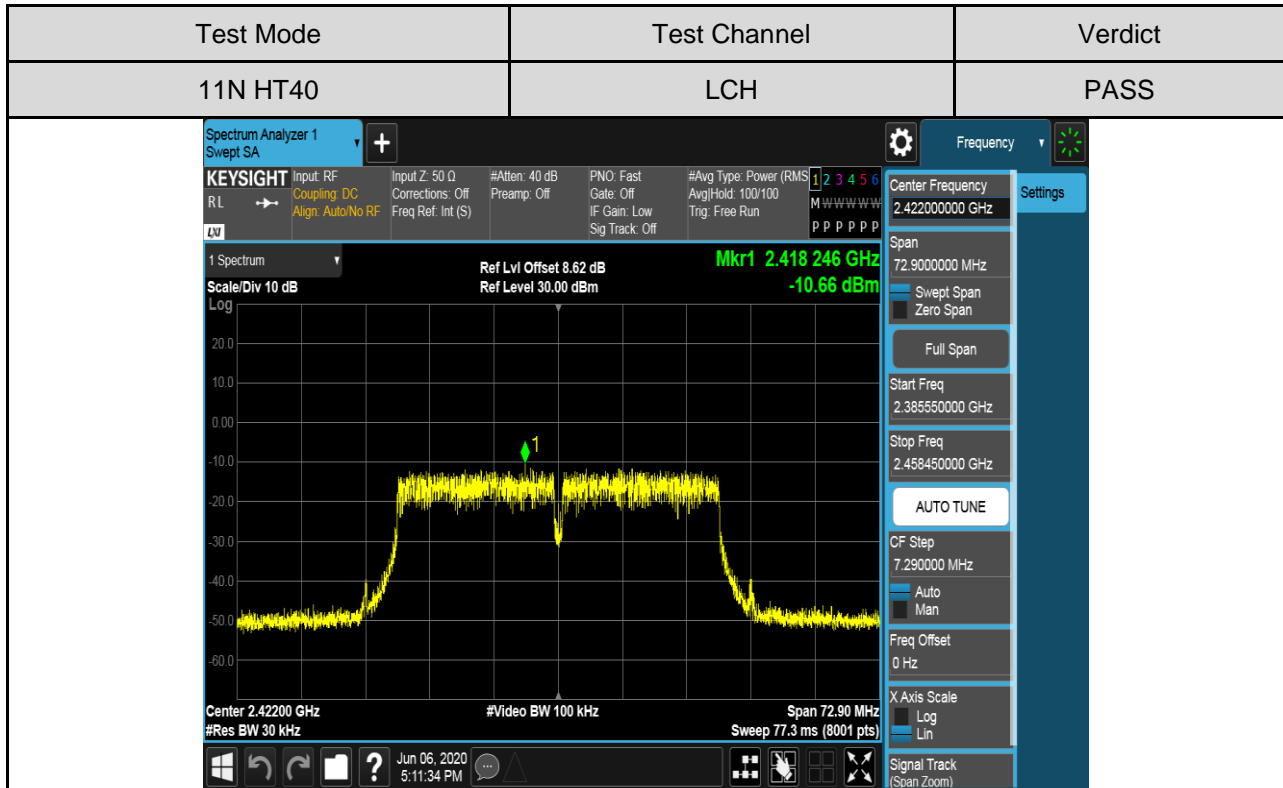 Test Mode Test Channel Verdict
11N HT40 LCH PASS
Spectrum Analyzer 1
Swept SA
+
Frequency
KEYSIGHT
RL
LXI
Input: RF
Coupling: DC
Align: Auto/No RF
Input Z: 50 Ω
Corrections: Off
Freq Ref: Int (S)
#Atten: 40 dB
Preamp: Off
PNO: Fast
Gate: Off
IF Gain: Low
Sig Track: Off
#Avg Type: Power (RMS
Avg|Hold: 100/100
Trig: Free Run
1 2 3 4 5 6
M W W W W W
P P P P P P
1 Spectrum
Scale/Div 10 dB
Ref Lvl Offset 8.62 dB
Ref Level 30.00 dBm
Mkr1 2.418 246 GHz
-10.66 dBm
Log
20.0
10.0
0.00
-10.0
-20.0
-30.0
-40.0
-50.0
-60.0
1
Center 2.42200 GHz
#Res BW 30 kHz
#Video BW 100 kHz
Span 72.90 MHz
Sweep 77.3 ms (8001 pts)
Center Frequency
2.422000000 GHz
Settings
Span
72.9000000 MHz
Swept Span
Zero Span
Full Span
Start Freq
2.385550000 GHz
Stop Freq
2.458450000 GHz
AUTO TUNE
CF Step
7.290000 MHz
Auto
Man
Freq Offset
0 Hz
X Axis Scale
Log
Lin
Signal Track
(Span Zoom)
?
Jun 06, 2020
5:11:34 PM